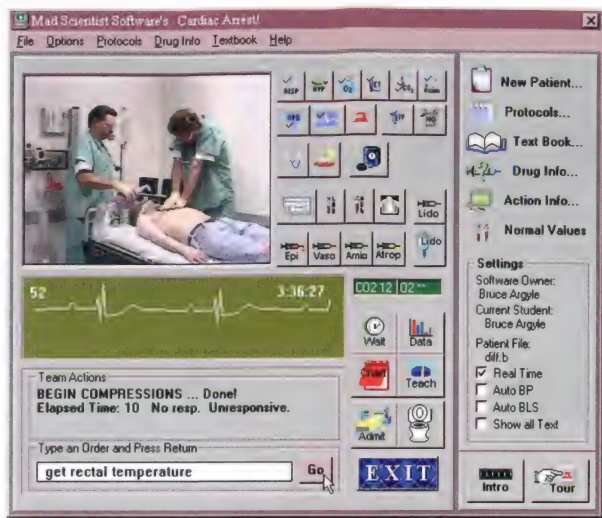 Mad Scientist Software's - Cardiac Arrest!
File Options Protocols Drug Info Textbook Help
RESP HYP O2
Lido
Epi Vaso Amio Atrop Lido
52 3:36:27
CO2 12 O2 --
Wait Data
Chart Teach
Admit
Team Actions
BEGIN COMPRESSIONS ... Done!
Elapsed Time: 10 No resp. Unresponsive.
Type an Order and Press Return
get rectal temperature Go
EXIT
New Patient...
Protocols...
Text Book...
Drug Info...
Action Info...
Normal Values
Settings
Software Owner:
Bruce Argyle
Current Student:
Bruce Argyle
Patient File:
diff.b
Real Time
Auto BP
Auto BLS
Show all Text
Intro Tour